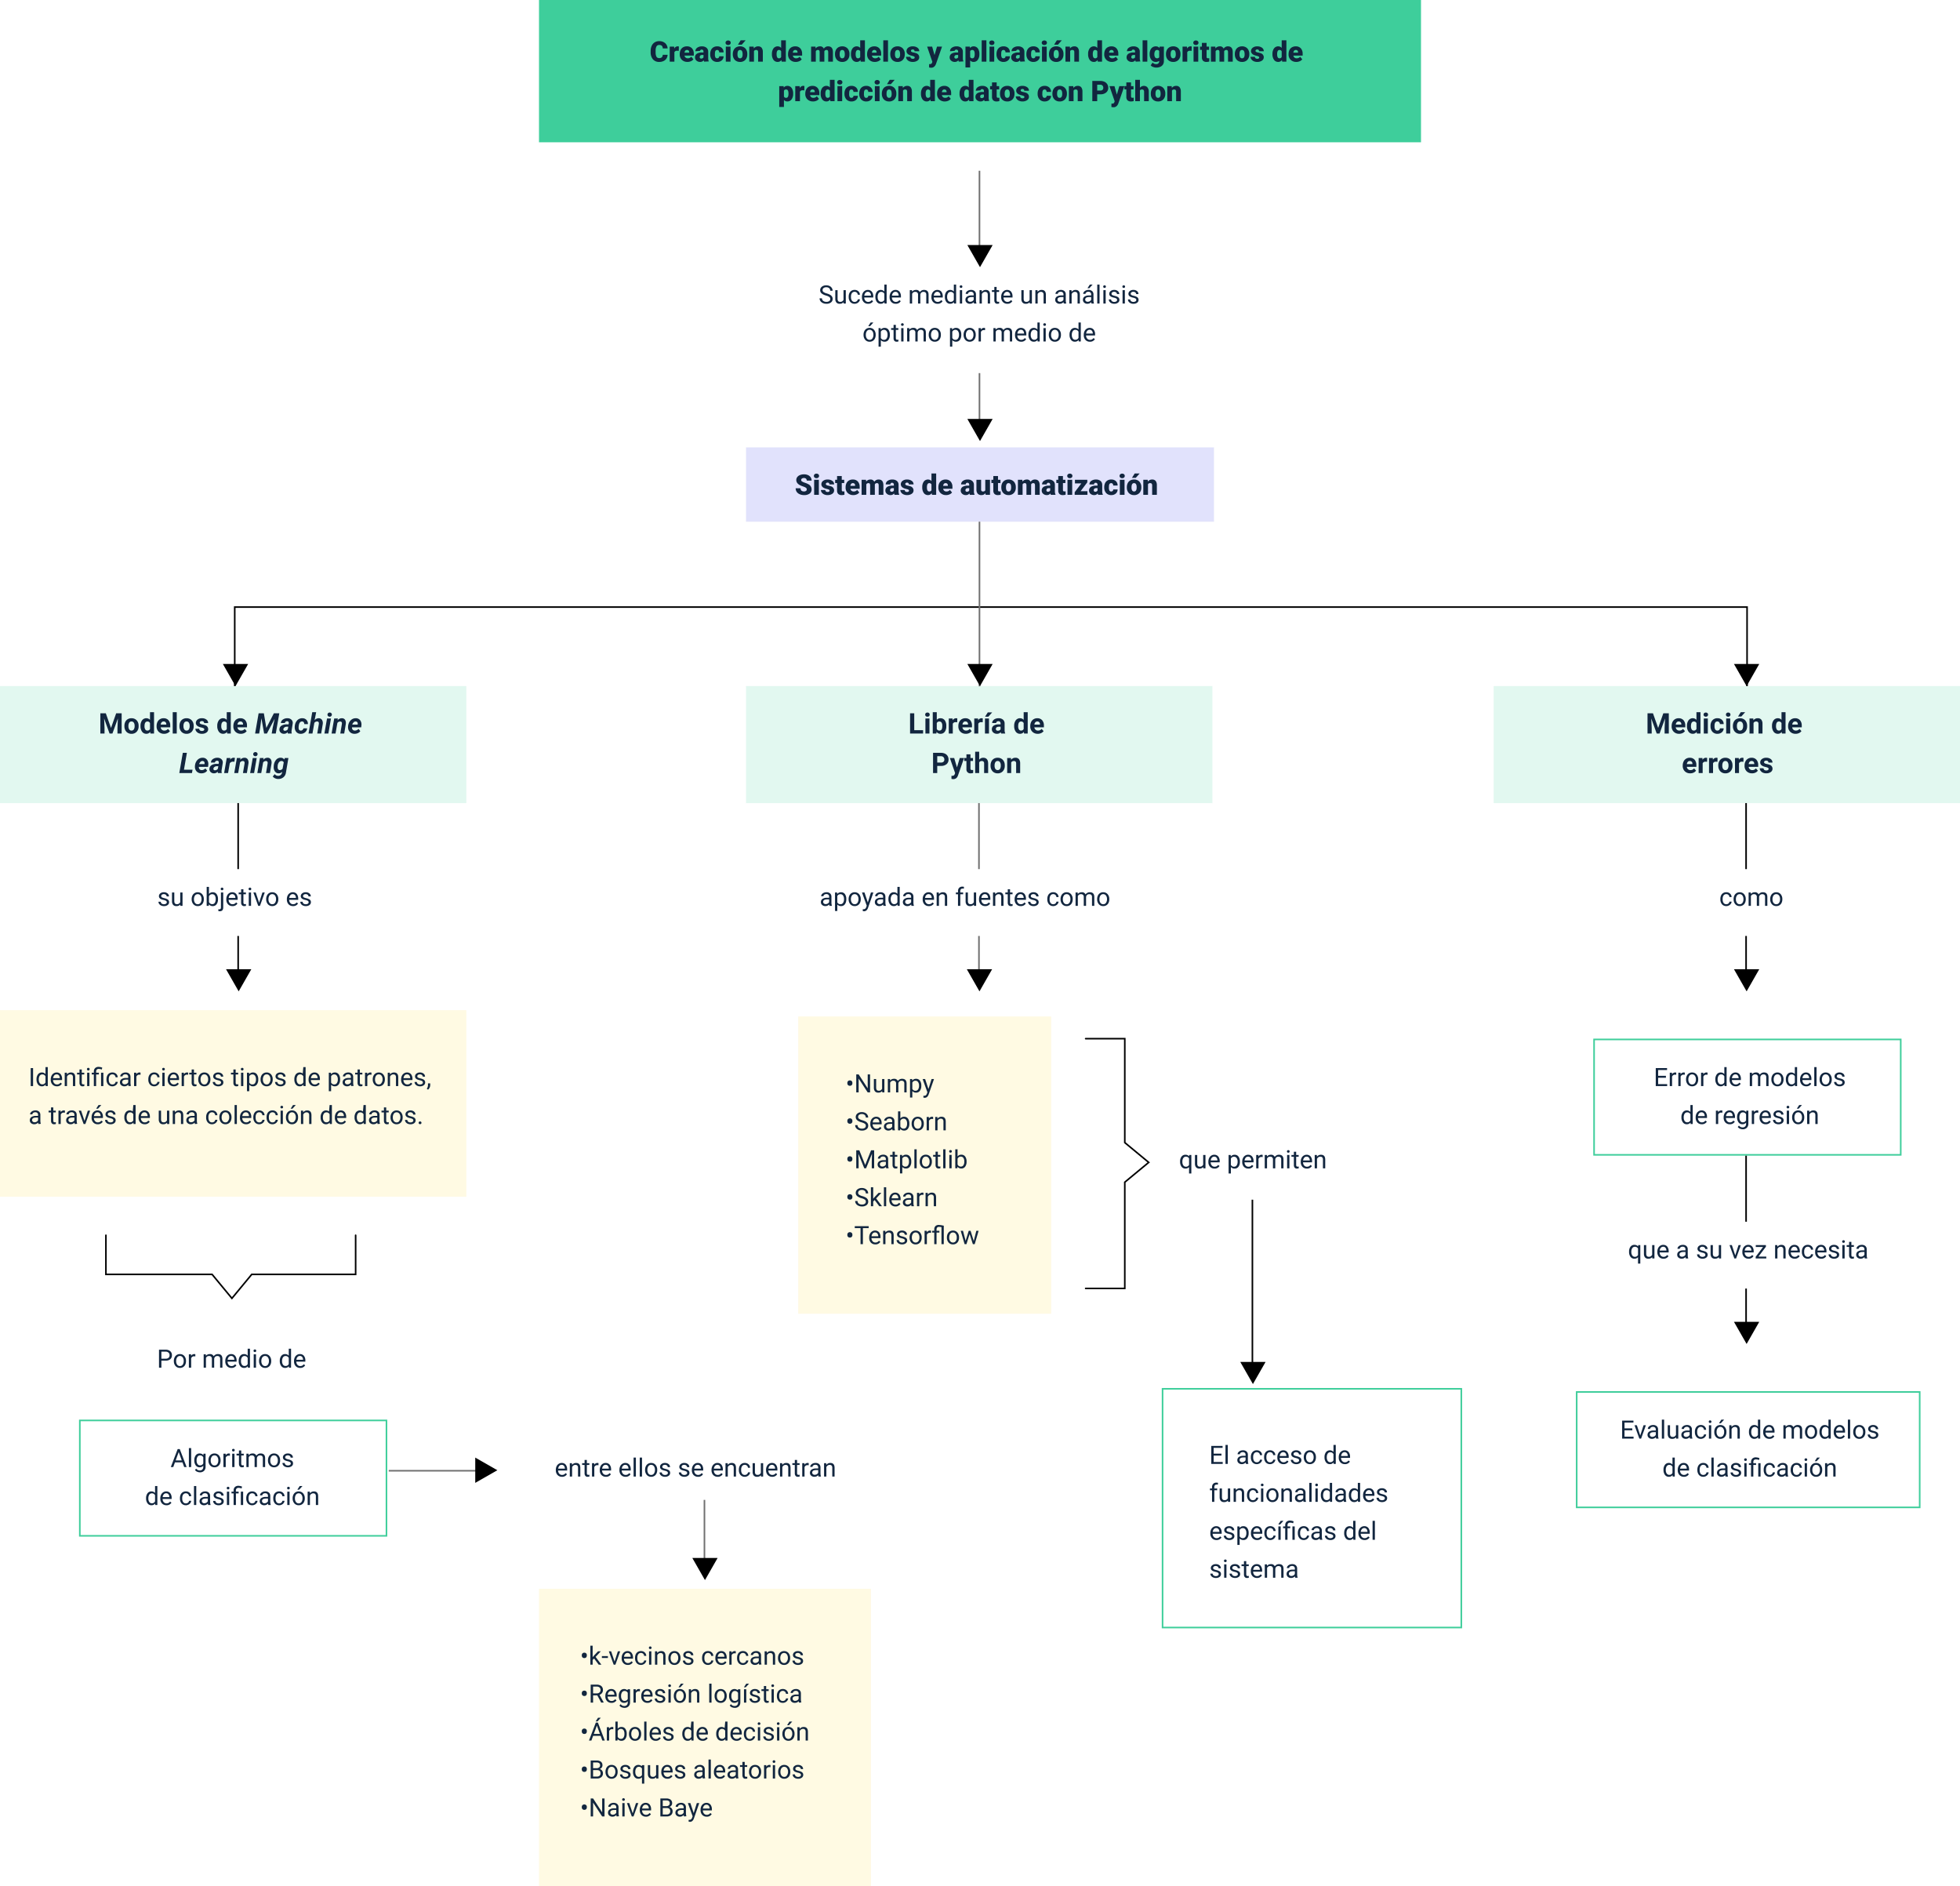 Creación de modelos y aplicación de algoritmos de
predicción de datos con Python
Sucede mediante un análisis
óptimo por medio de
Sistemas de automatización
Modelos de Machine
Learning
Librería de
Python
Medición de
errores
su objetivo es
apoyada en fuentes como
como
Identificar ciertos tipos de patrones,
a través de una colección de datos.
•Numpy
•Seaborn
•Matplotlib
•Sklearn
•Tensorflow
que permiten
Error de modelos
de regresión
que a su vez necesita
Por medio de
Algoritmos
de clasificación
entre ellos se encuentran
El acceso de
funcionalidades
específicas del
sistema
Evaluación de modelos
de clasificación
•k-vecinos cercanos
•Regresión logística
•Árboles de decisión
•Bosques aleatorios
•Naive Baye